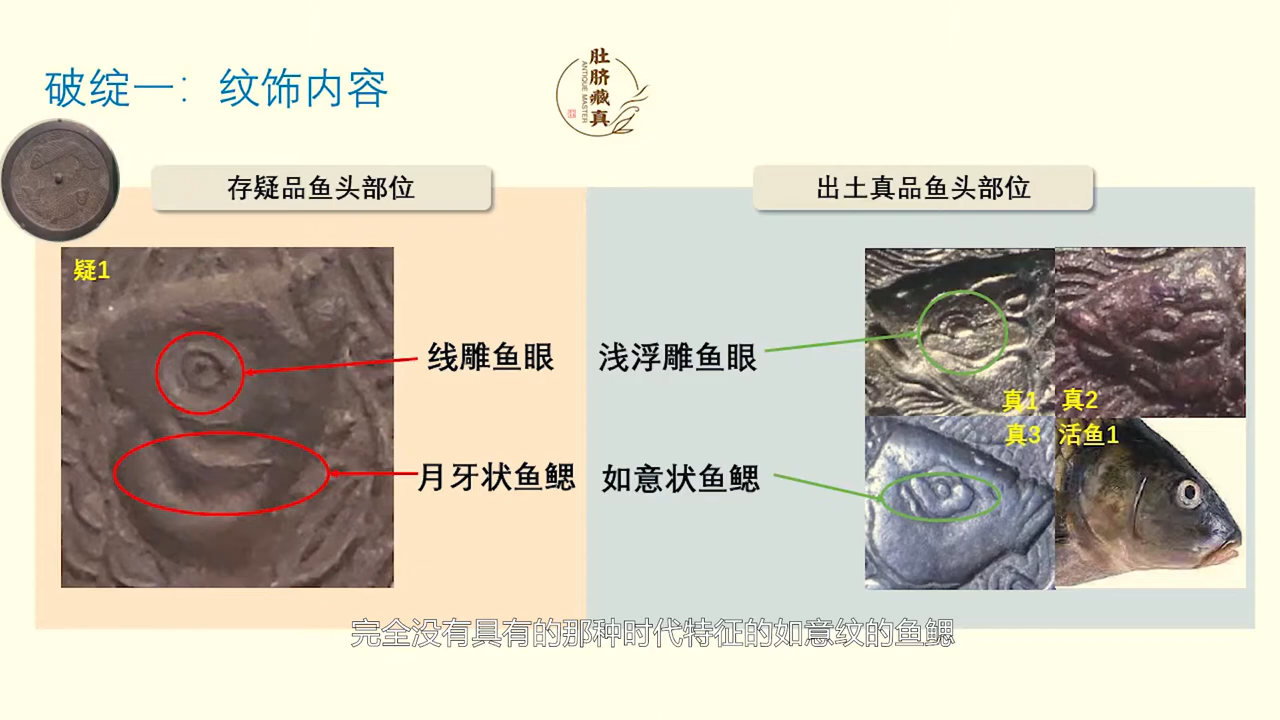 破绽一：纹饰内容
肚脐藏真
ANTIQUE MASTER
存疑品鱼头部位
出土真品鱼头部位
疑1
线雕鱼眼
浅浮雕鱼眼
真1
真2
真3
活鱼1
月牙状鱼鳃
如意状鱼鳃
完全没有具有的那种时代特征的如意纹的鱼鳃